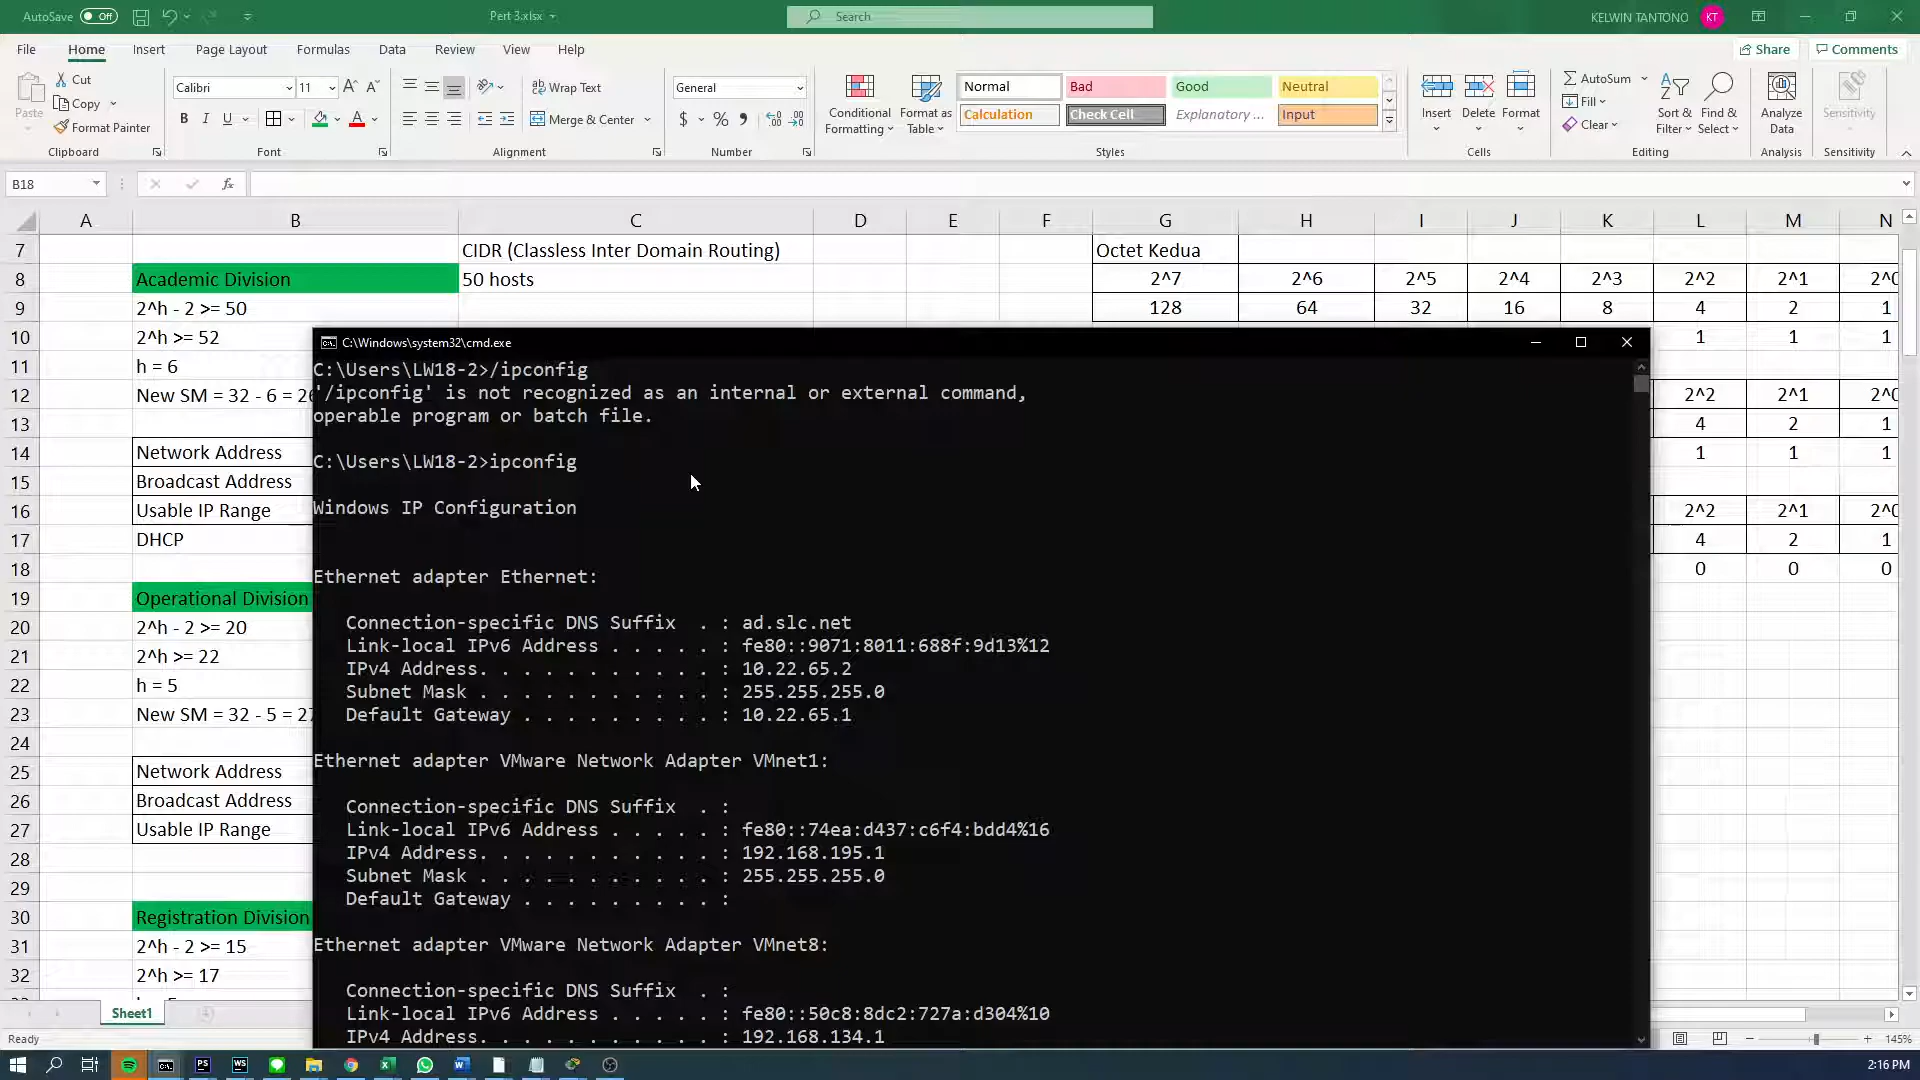 AutoSave Off
Pert 3.xlsx
Search
KELWIN TANTONO KT
File Home Insert Page Layout Formulas Data Review View Help
Share Comments
Paste
Cut
Copy
Format Painter
Clipboard
Calibri 11
B I U
Font
Wrap Text
Merge & Center
Alignment
General
Number
Conditional Formatting
Format as Table
Normal Bad Good Neutral
Calculation Check Cell Explanatory ... Input
Styles
Insert Delete Format
Cells
AutoSum
Fill
Clear
Sort & Filter
Find & Select
Editing
Analyze Data
Analysis
Sensitivity
Sensitivity
B18
fx
A B C D E F G H I J K L M N
7 CIDR (Classless Inter Domain Routing) Octet Kedua
8 Academic Division 50 hosts 2^7 2^6 2^5 2^4 2^3 2^2 2^1
9 2^h - 2 >= 50 128 64 32 16 8 4 2 1
10 2^h >= 52 1 1 1
11 h = 6
12 New SM = 32 - 6 = 2^2 2^1
13 4 2 1
14 Network Address 1 1 1
15 Broadcast Address
16 Usable IP Range 2^2 2^1
17 DHCP 4 2 1
18 0 0 0
19 Operational Division
20 2^h - 2 >= 20
21 2^h >= 22
22 h = 5
23 New SM = 32 - 5 =
24
25 Network Address
26 Broadcast Address
27 Usable IP Range
28
29
30 Registration Division
31 2^h - 2 >= 15
32 2^h >= 17
C:\Windows\system32\cmd.exe
C:\Users\LW18-2>/ipconfig
'/ipconfig' is not recognized as an internal or external command,
operable program or batch file.
C:\Users\LW18-2>ipconfig
Windows IP Configuration
Ethernet adapter Ethernet:
Connection-specific DNS Suffix . : ad.slc.net
Link-local IPv6 Address . . . . . : fe80::9071:8011:688f:9d13%12
IPv4 Address. . . . . . . . . . . : 10.22.65.2
Subnet Mask . . . . . . . . . . . : 255.255.255.0
Default Gateway . . . . . . . . . : 10.22.65.1
Ethernet adapter VMware Network Adapter VMnet1:
Connection-specific DNS Suffix . :
Link-local IPv6 Address . . . . . : fe80::74ea:d437:c6f4:bdd4%16
IPv4 Address. . . . . . . . . . . : 192.168.195.1
Subnet Mask . . . . . . . . . . . : 255.255.255.0
Default Gateway . . . . . . . . . :
Ethernet adapter VMware Network Adapter VMnet8:
Connection-specific DNS Suffix . :
Link-local IPv6 Address . . . . . : fe80::50c8:8dc2:727a:d304%10
IPv4 Address. . . . . . . . . . . : 192.168.134.1
Sheet1
Ready
145%
PS WS
2:16 PM